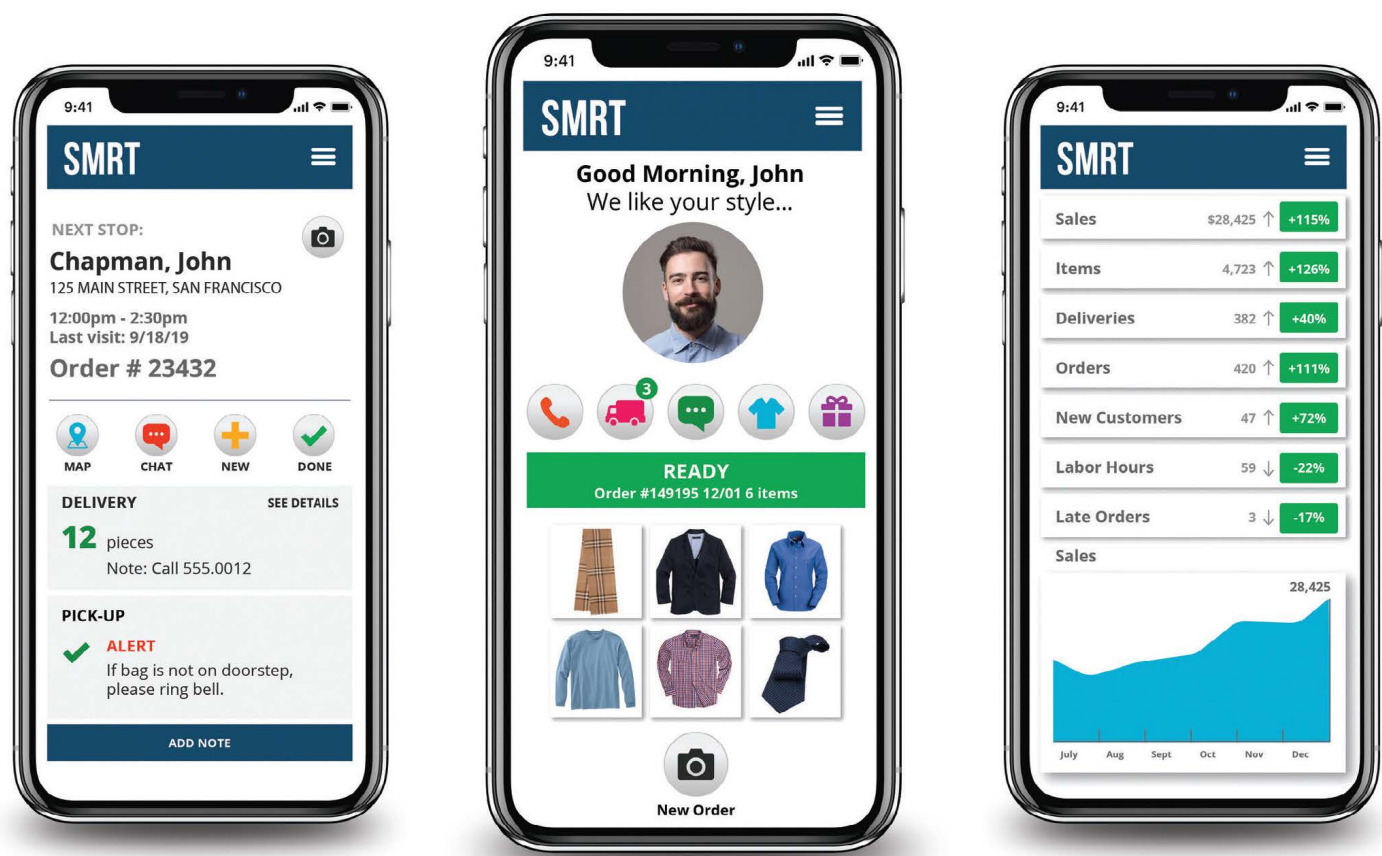 9:41
SMRT
NEXT STOP:
Chapman, John
125 MAIN STREET, SAN FRANCISCO
12:00pm - 2:30pm
Last visit: 9/18/19
Order # 23432
MAP CHAT NEW DONE
DELIVERY SEE DETAILS
12 pieces
Note: Call 555.0012
PICK-UP
ALERT
If bag is not on doorstep,
please ring bell.
ADD NOTE
9:41
SMRT
Good Morning, John
We like your style...
3
READY
Order #149195 12/01 6 items
New Order
9:41
SMRT
Sales $28,425 ↑ +115%
Items 4,723 ↑ +126%
Deliveries 382 ↑ +40%
Orders 420 ↑ +111%
New Customers 47 ↑ +72%
Labor Hours 59 ↓ -22%
Late Orders 3 ↓ -17%
Sales
28,425
July Aug Sept Oct Nov Dec